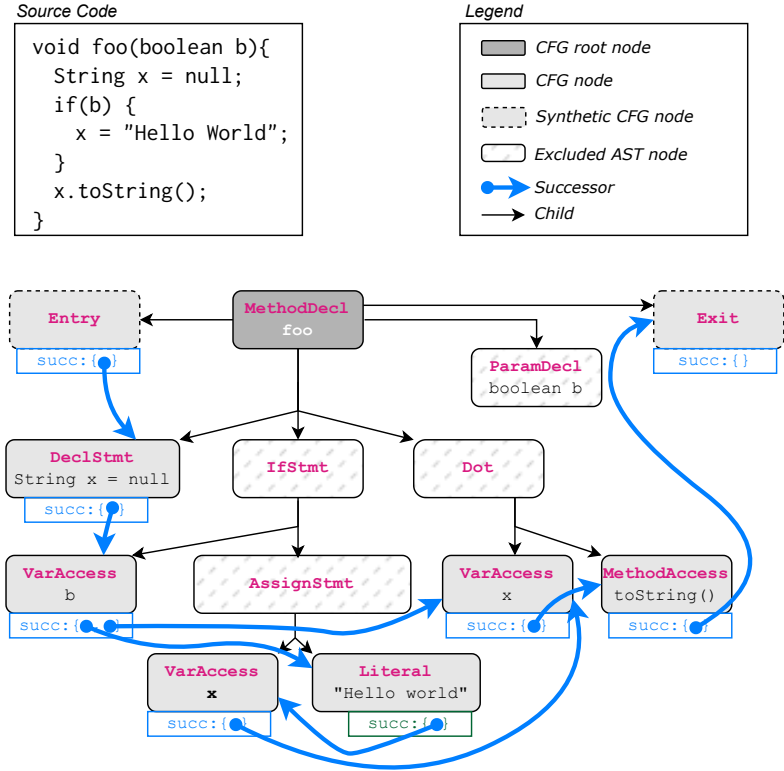 Source Code
void foo(boolean b){
String x = null;
if(b) {
x = "Hello World";
}
x.toString();
}
Legend
CFG root node
CFG node
Synthetic CFG node
Excluded AST node
Successor
Child
Entry
succ:{ }
MethodDecl
foo
Exit
succ:{}
ParamDecl
boolean b
DeclStmt
String x = null
succ:{ }
IfStmt
Dot
VarAccess
b
succ:{ , }
AssignStmt
VarAccess
x
succ:{ }
MethodAccess
toString()
succ:{ }
VarAccess
x
succ:{ }
Literal
"Hello world"
succ:{ }